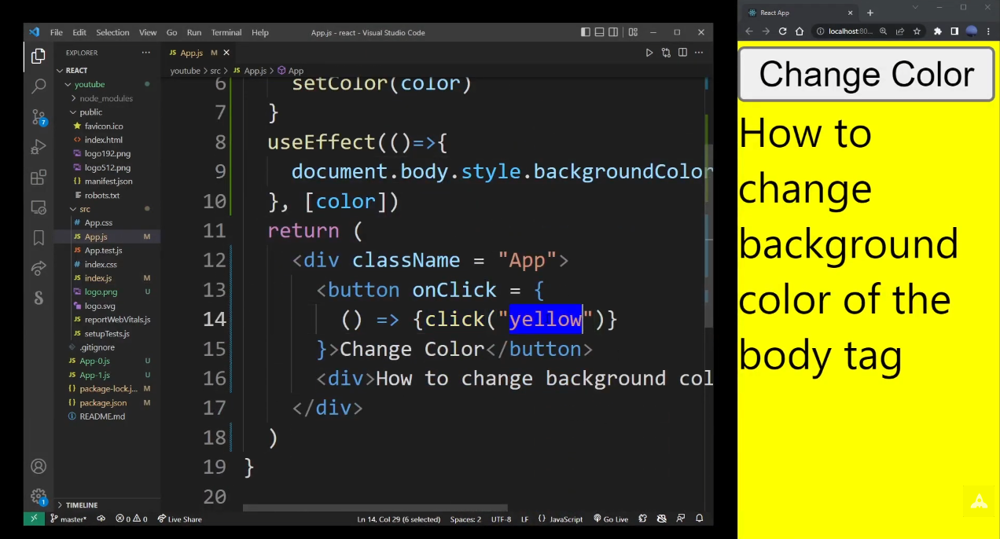 File Edit Selection View Go Run Terminal Help
App.js - react - Visual Studio Code
EXPLORER
REACT
youtube
node_modules
public
favicon.ico
index.html
logo192.png
logo512.png
manifest.json
robots.txt
src
App.css
App.js M
App.test.js
index.css
index.js M
logo.png U
logo.svg
reportWebVitals.js
setupTests.js
.gitignore
App-0.js U
App-1.js U
package-lock.j... M
package.json M
README.md
TIMELINE
JS App.js M
youtube > src > JS App.js > App
6 setColor(color)
7 }
8 useEffect(()=>{
9 document.body.style.backgroundColor
10 }, [color])
11 return (
12 <div className = "App">
13 <button onClick = {
14 () => {click("yellow")}
15 }>Change Color</button>
16 <div>How to change background col
17 </div>
18 )
19 }
20
master* 0 0 Live Share
Ln 14, Col 29 (6 selected) Spaces: 2 UTF-8 LF {} JavaScript Go Live
React App
localhost:80...
Change Color
How to
change
background
color of the
body tag